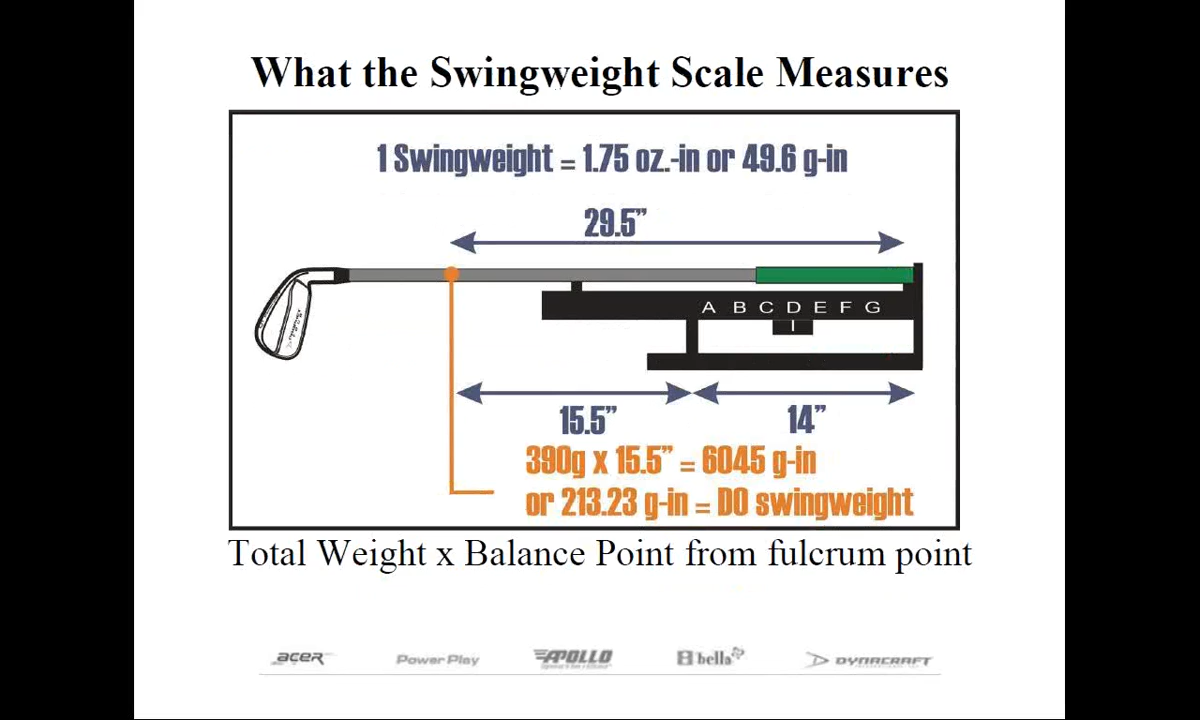 What the Swingweight Scale Measures
1 Swingweight = 1.75 oz.-in or 49.6 g-in
29.5”
A B C D E F G
I
15.5”
14”
390g x 15.5” = 6045 g-in
or 213.23 g-in = D0 swingweight
Total Weight x Balance Point from fulcrum point
acer Power Play APOLLO bella DYNACRAFT